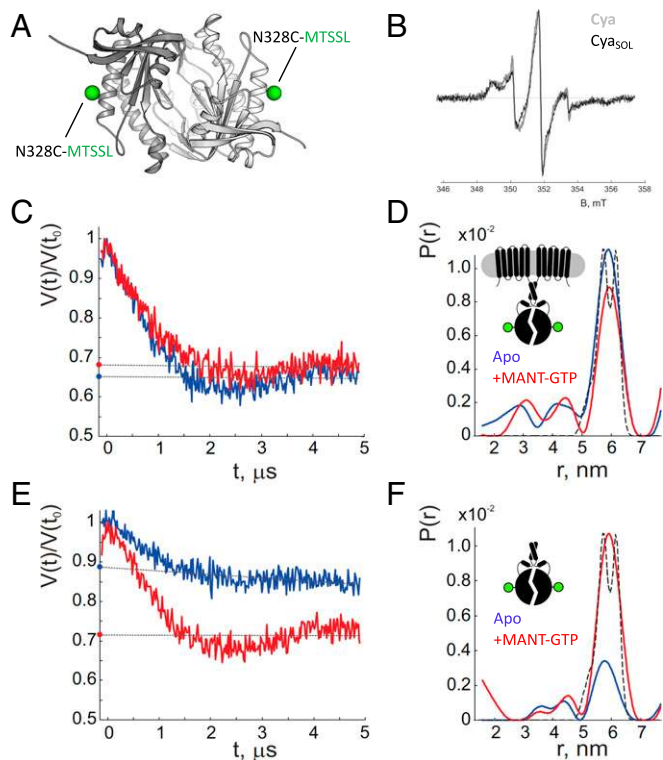 A
N328C-MTSSL
N328C-MTSSL
B
Cya
CyaSOL
346 348 350 352 354 356 358
B, mT
C
V(t)/V(t0)
1
0.9
0.8
0.7
0.6
0.5
0 1 2 3 4 5
t, μs
D
P(r)
x10-2
1.0
0.8
0.6
0.4
0.2
0
Apo
+MANT-GTP
2 3 4 5 6 7
r, nm
E
V(t)/V(t0)
1
0.9
0.8
0.7
0.6
0.5
0 1 2 3 4 5
t, μs
F
P(r)
x10-2
1.0
0.8
0.6
0.4
0.2
0
Apo
+MANT-GTP
2 3 4 5 6 7
r, nm